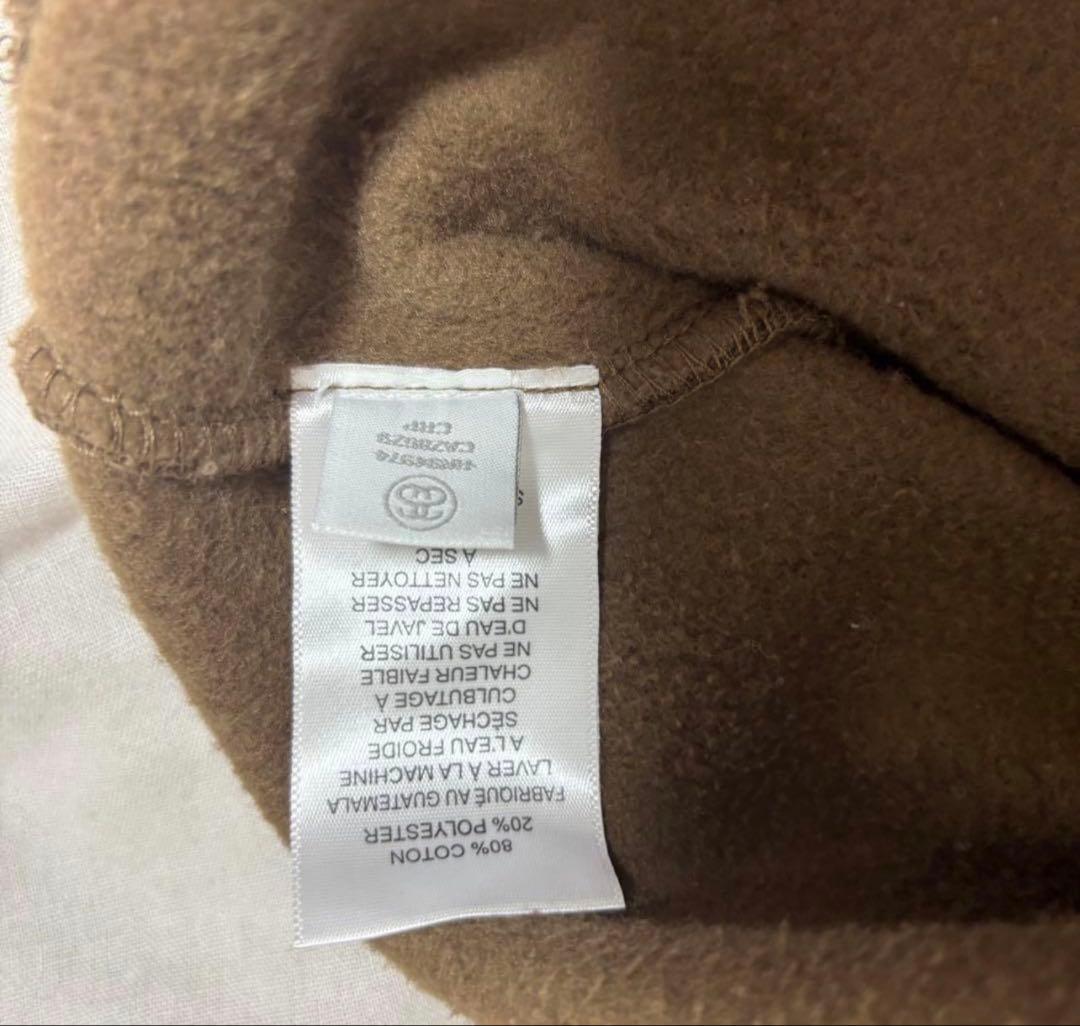 80% COTON
20% POLYESTER
FABRIQUÉ AU GUATEMALA
LAVER À LA MACHINE
A L'EAU FROIDE
SÉCHAGE PAR
CULBUTAGE À
CHALEUR FAIBLE
NE PAS UTILISER
D'EAU DE JAVEL
NE PAS REPASSER
NE PAS NETTOYER
À SEC